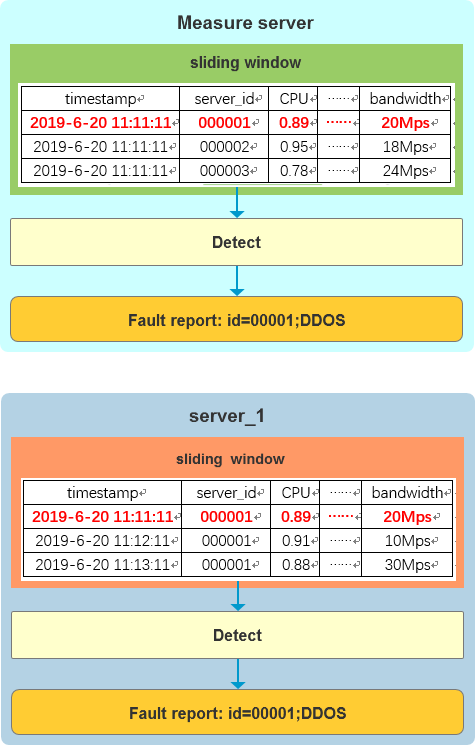 Measure server
sliding window
timestamp server_id CPU ...... bandwidth
2019-6-20 11:11:11 000001 0.89 ...... 20Mps
2019-6-20 11:11:11 000002 0.95 ...... 18Mps
2019-6-20 11:11:11 000003 0.78 ...... 24Mps
Detect
Fault report: id=00001;DDOS
server_1
sliding window
timestamp server_id CPU ...... bandwidth
2019-6-20 11:11:11 000001 0.89 ...... 20Mps
2019-6-20 11:12:11 000001 0.91 ...... 10Mps
2019-6-20 11:13:11 000001 0.88 ...... 30Mps
Detect
Fault report: id=00001;DDOS